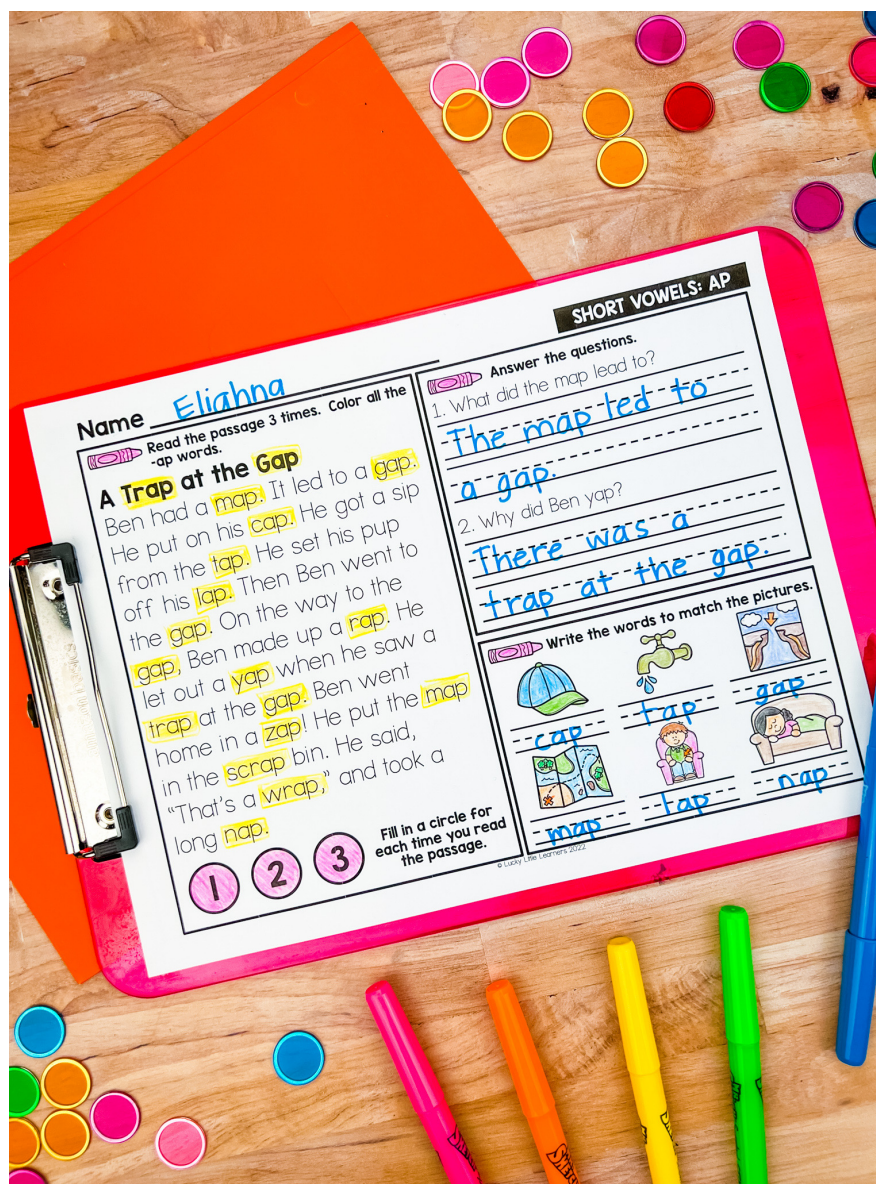 SHORT VOWELS: AP
Name Eliahna
Read the passage 3 times. Color all the
-ap words.
A Trap at the Gap
Ben had a map. It led to a gap.
He put on his cap. He got a sip
from the tap. He set his pup
off his lap. Then Ben went to
the gap. On the way to the
gap, Ben made up a rap. He
let out a yap when he saw a
trap at the gap. Ben went
home in a zap! He put the map
in the scrap bin. He said,
"That's a wrap," and took a
long nap.
1 2 3
Fill in a circle for
each time you read
the passage.
Answer the questions.
1. What did the map lead to?
The map led to
a gap.
2. Why did Ben yap?
There was a
trap at the gap.
Write the words to match the pictures.
cap tap gap
map lap nap
© Lucky Little Learners 2022